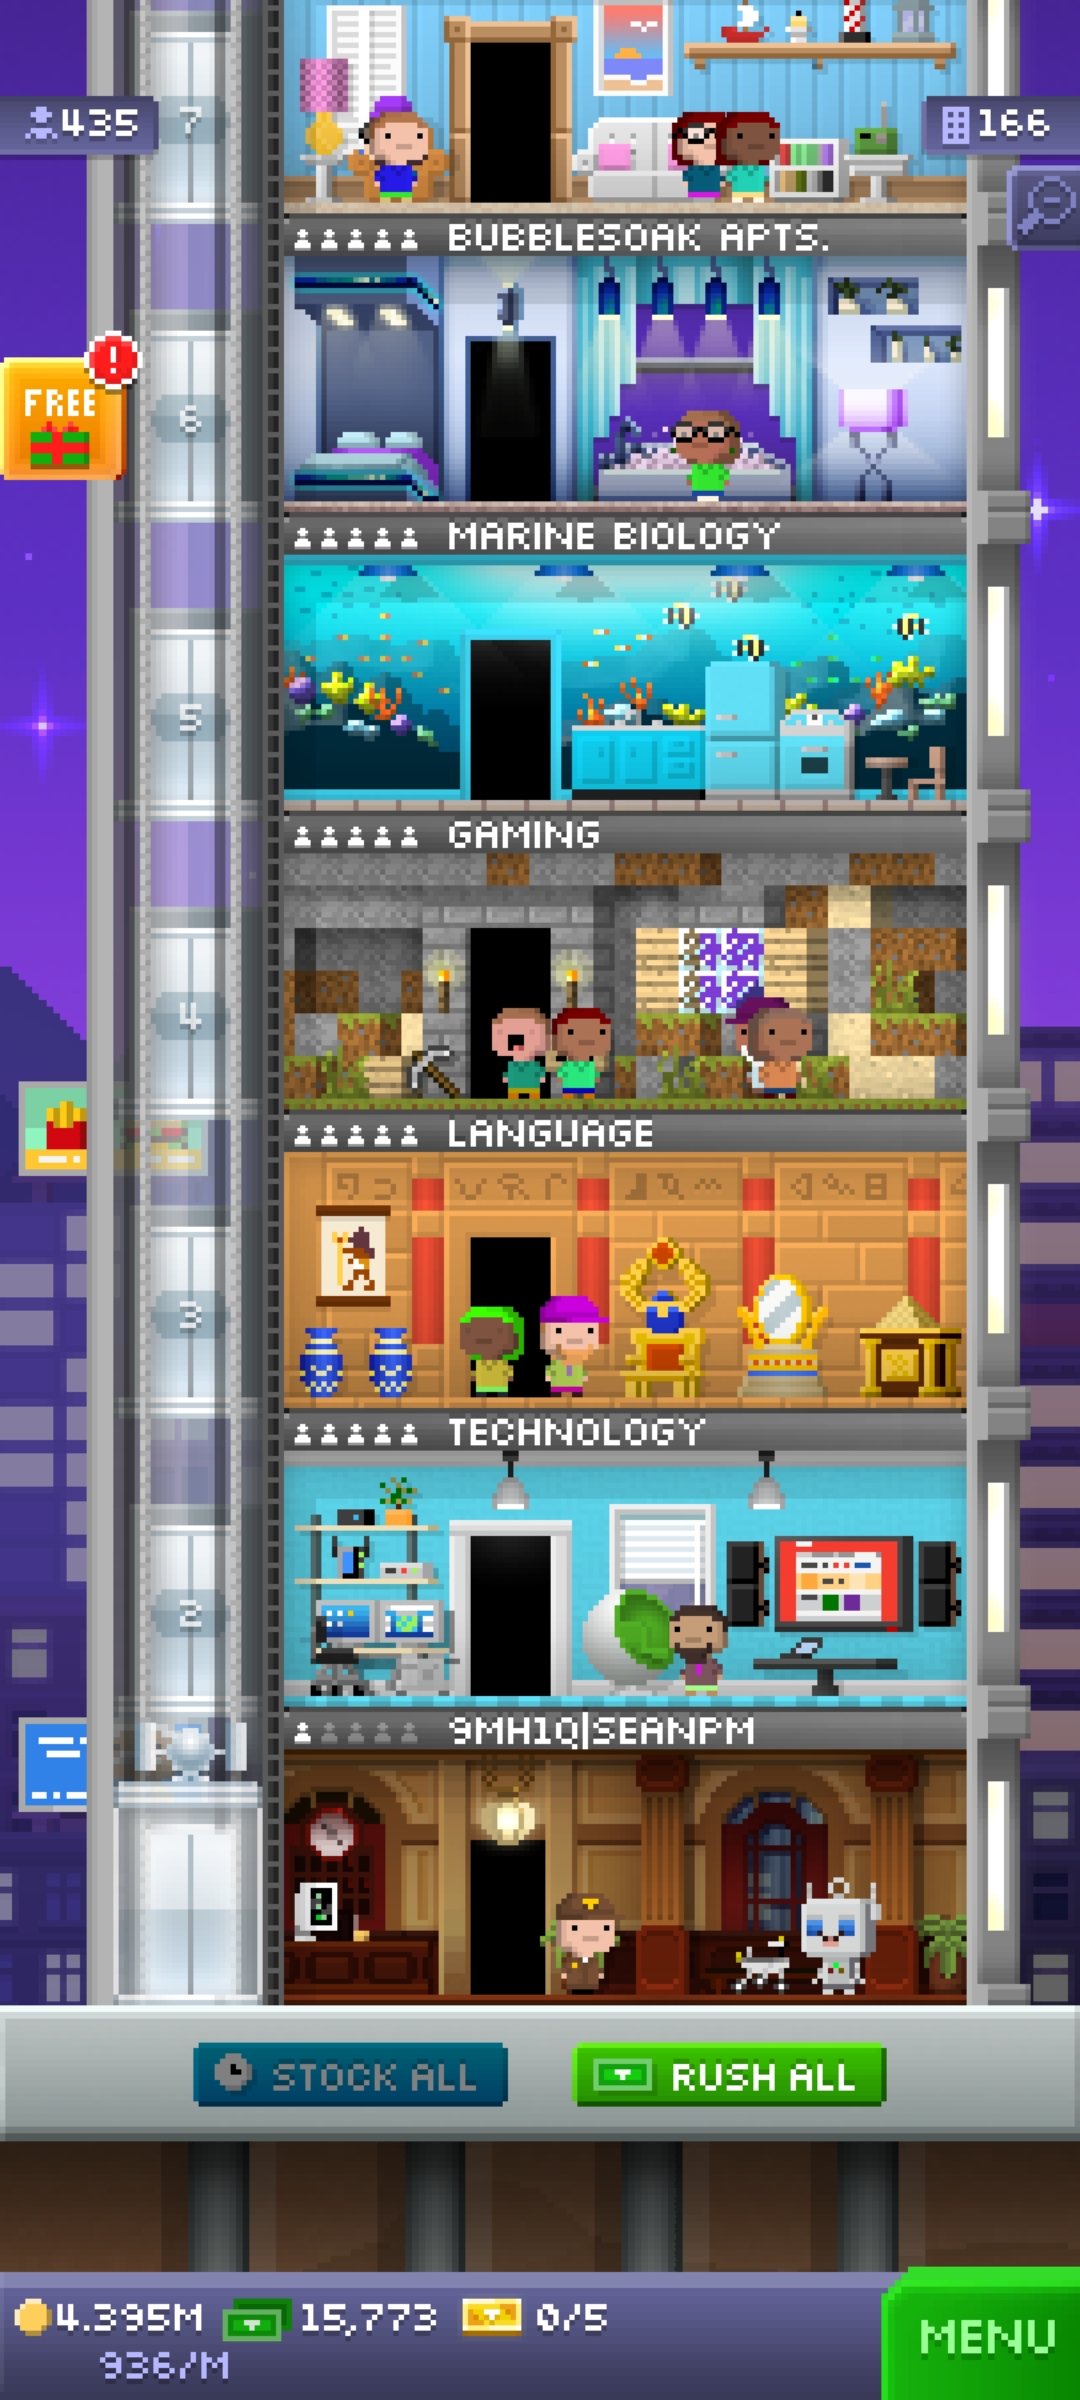 7
435
166
BUBBLESOAK APTS.
FREE
!
6
MARINE BIOLOGY
5
GAMING
4
LANGUAGE
3
TECHNOLOGY
2
9MH1Q|SEANPM
STOCK ALL
RUSH ALL
4.395M
15,773
0/5
936/M
MENU